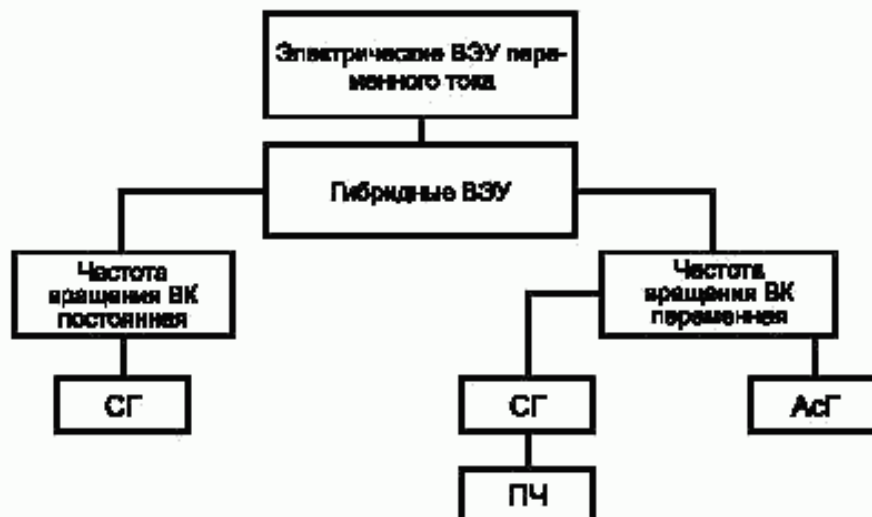 Электрические ВЭУ пере-
менного тока
Гибридные ВЭУ
Частота
вращения ВК
постоянная
Частота
вращения ВК
переменная
СГ
СГ
АсГ
ПЧ